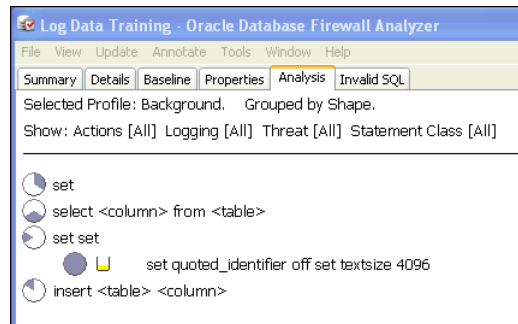 Log Data Training - Oracle Database Firewall Analyzer
File View Update Annotate Tools Window Help
Summary Details Baseline Properties Analysis Invalid SQL
Selected Profile: Background. Grouped by Shape.
Show: Actions [All] Logging [All] Threat [All] Statement Class [All]
set
select <column> from <table>
set set
set quoted_identifier off set textsize 4096
insert <table> <column>